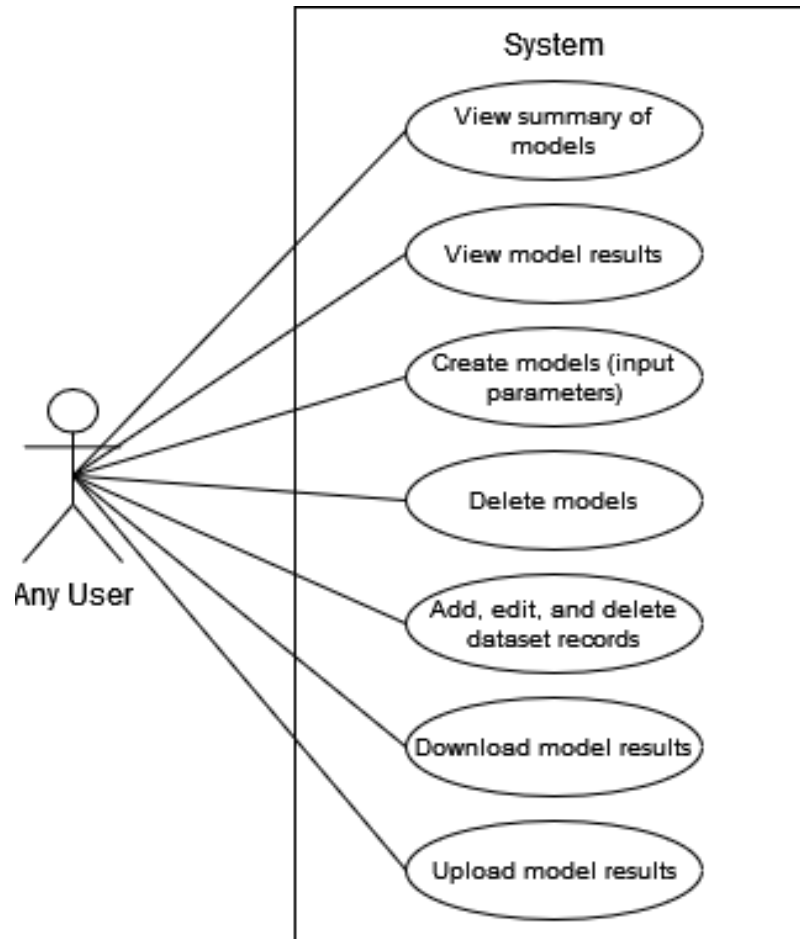 System
View summary of
models
View model results
Create models (input
parameters)
Delete models
Any User
Add, edit, and delete
dataset records
Download model results
Upload model results